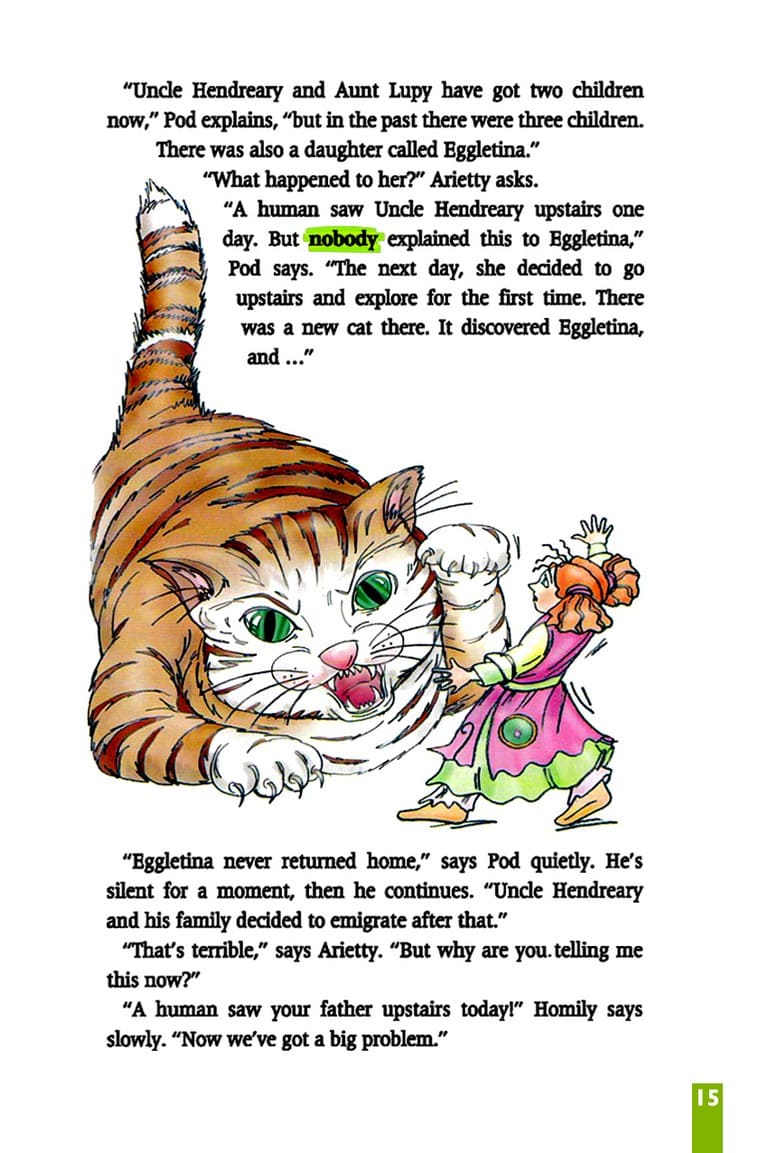 “Uncle Hendreary and Aunt Lupy have got two children
now,” Pod explains, “but in the past there were three children.
There was also a daughter called Eggletina.”
“What happened to her?” Arietty asks.
“A human saw Uncle Hendreary upstairs one
day. But nobody explained this to Eggletina,”
Pod says. “The next day, she decided to go
upstairs and explore for the first time. There
was a new cat there. It discovered Eggletina,
and ...”
“Eggletina never returned home,” says Pod quietly. He’s
silent for a moment, then he continues. “Uncle Hendreary
and his family decided to emigrate after that.”
“That’s terrible,” says Arietty. “But why are you.telling me
this now?”
“A human saw your father upstairs today!” Homily says
slowly. “Now we’ve got a big problem.”
15